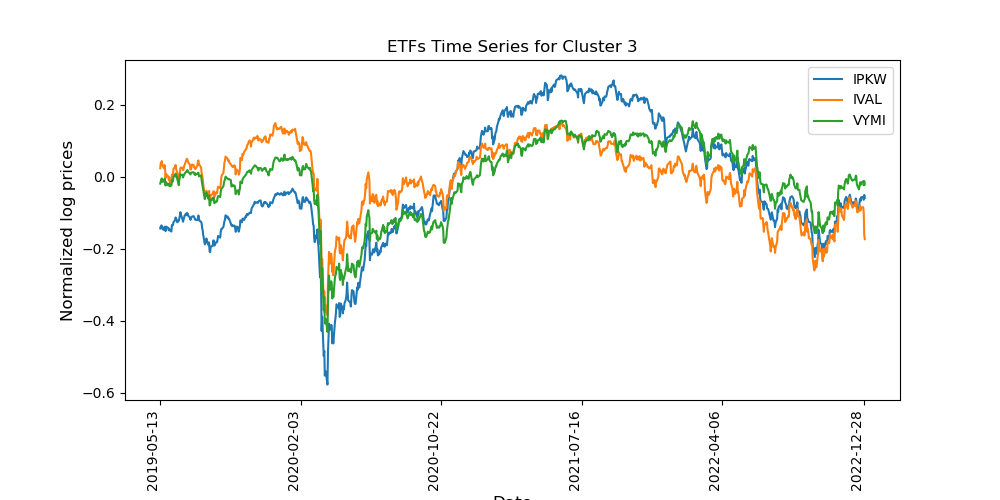 ETFs Time Series for Cluster 3
Normalized log prices
0.2
0.0
−0.2
−0.4
−0.6
IPKW
IVAL
VYMI
2019-05-13
2020-02-03
2020-10-22
2021-07-16
2022-04-06
2022-12-28
Date